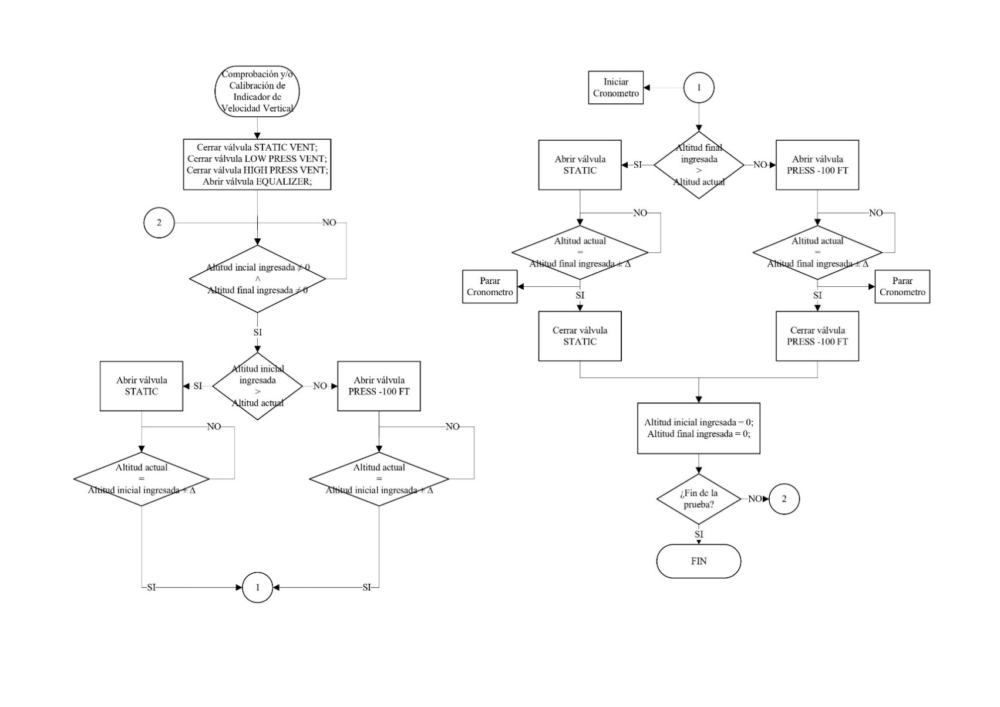 Comprobación y/o
Calibración de
Indicador de
Velocidad Vertical
Cerrar válvula STATIC VENT;
Cerrar válvula LOW PRESS VENT;
Cerrar válvula HIGH PRESS VENT;
Abrir válvula EQUALIZER;
2
NO
Altitud incial ingresada ≠ 0
^
Altitud final ingresada ≠ 0
SI
Altitud inicial
ingresada
>
Altitud actual
SI
NO
Abrir válvula
STATIC
Abrir válvula
PRESS -100 FT
NO
NO
Altitud actual
=
Altitud inicial ingresada ± Δ
Altitud actual
=
Altitud inicial ingresada ± Δ
SI
1
SI
Iniciar
Cronometro
1
Altitud final
ingresada
>
Altitud actual
SI
NO
Abrir válvula
STATIC
Abrir válvula
PRESS -100 FT
NO
NO
Altitud actual
=
Altitud final ingresada ± Δ
Altitud actual
=
Altitud final ingresada ± Δ
Parar
Cronometro
SI
SI
Parar
Cronometro
Cerrar válvula
STATIC
Cerrar válvula
PRESS -100 FT
Altitud inicial ingresada = 0;
Altitud final ingresada = 0;
¿Fin de la
prueba?
NO
2
SI
FIN